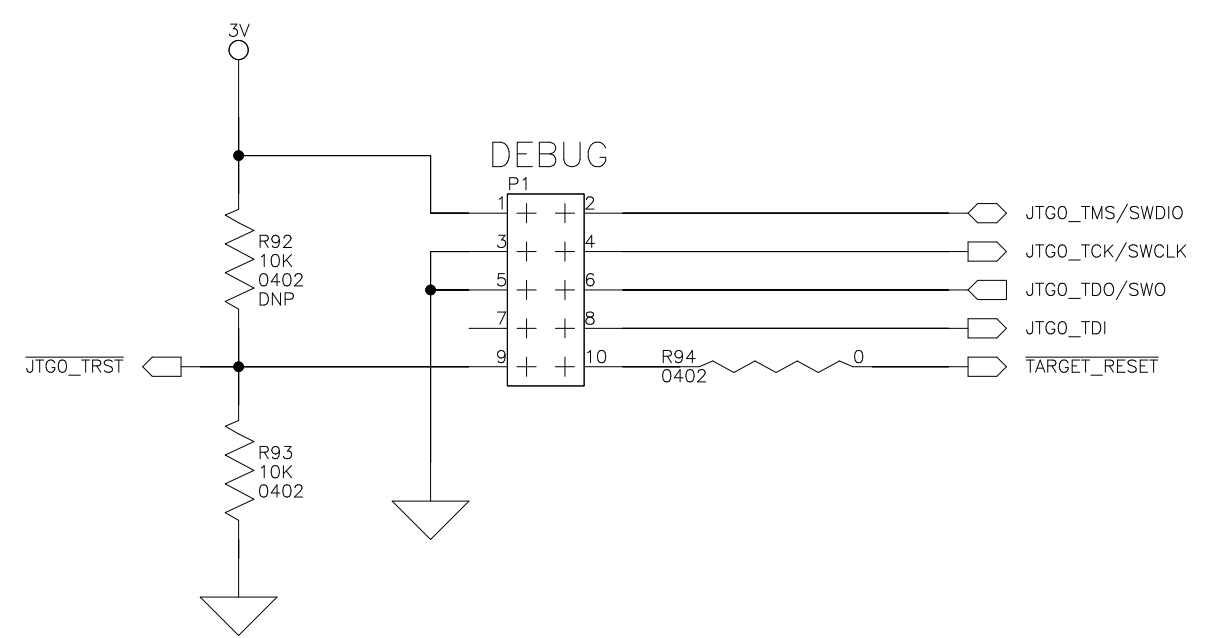 3V
DEBUG
P1
1 2
JTG0_TMS/SWDIO
R92
10K
0402
DNP
3 4
JTG0_TCK/SWCLK
5 6
JTG0_TDO/SWO
7 8
JTG0_TDI
JTG0_TRST
9 10
R94
0402
0
TARGET_RESET
R93
10K
0402